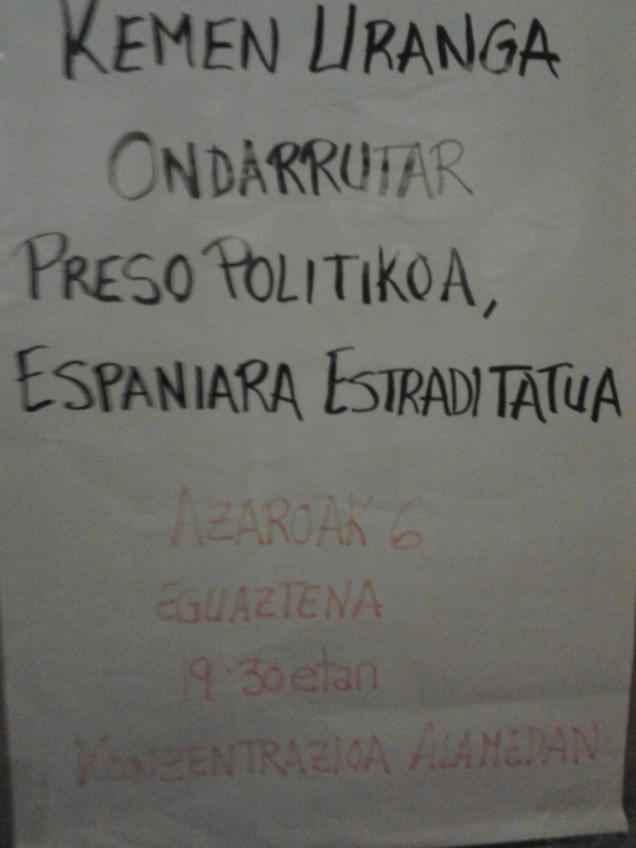 KEMEN URANGA
ONDARRUTAR
PRESO POLITIKOA,
ESPANIARA ESTRADITATUA
AZAROAK 6
EGUAZTENA
19:30etan
KONZENTRAZIOA ALAMEDAN